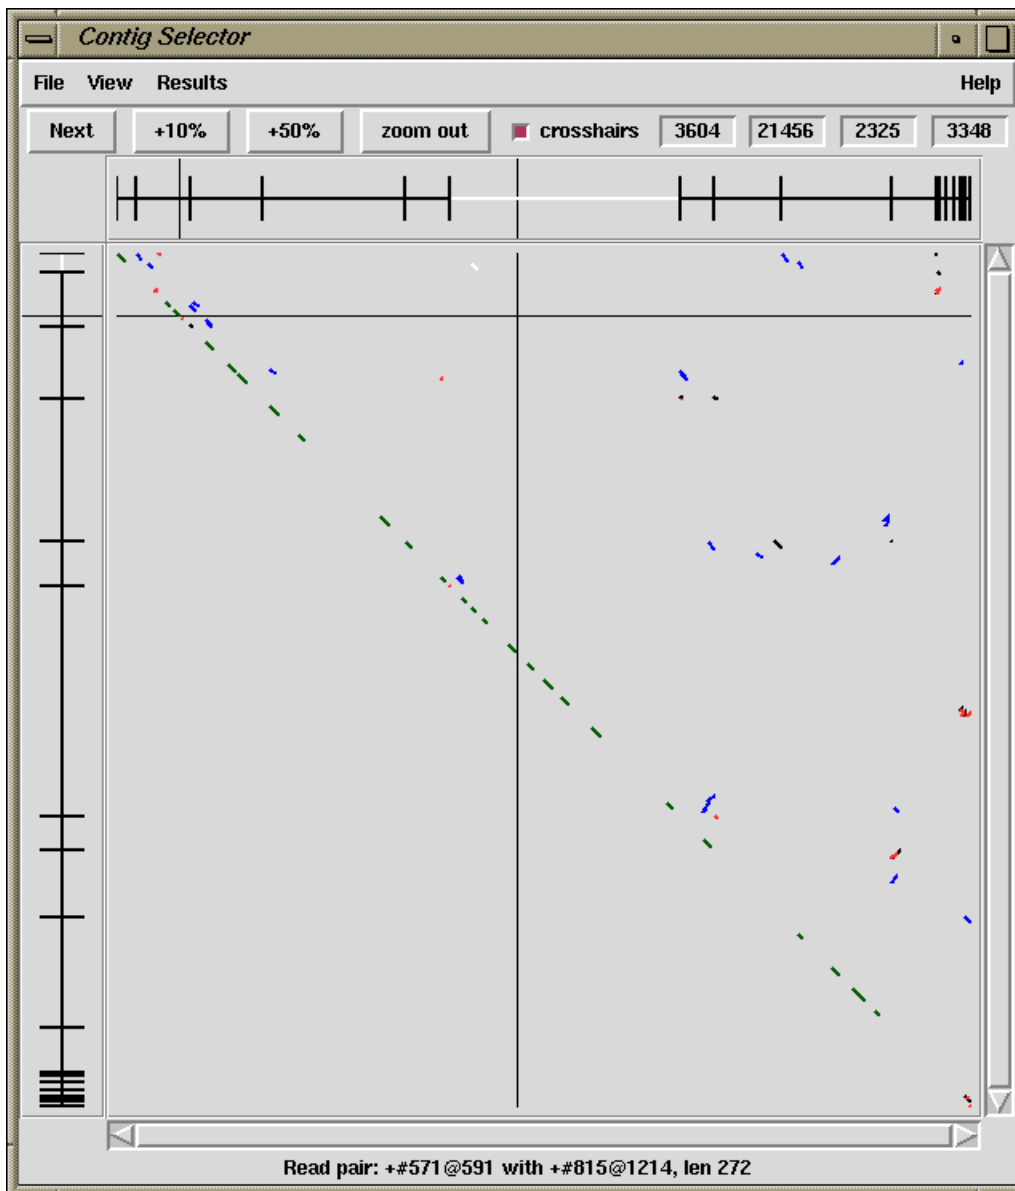 Contig Selector
File View Results Help
Next +10% +50% zoom out crosshairs 3604 21456 2325 3348
Read pair: +#571@591 with +#815@1214, len 272